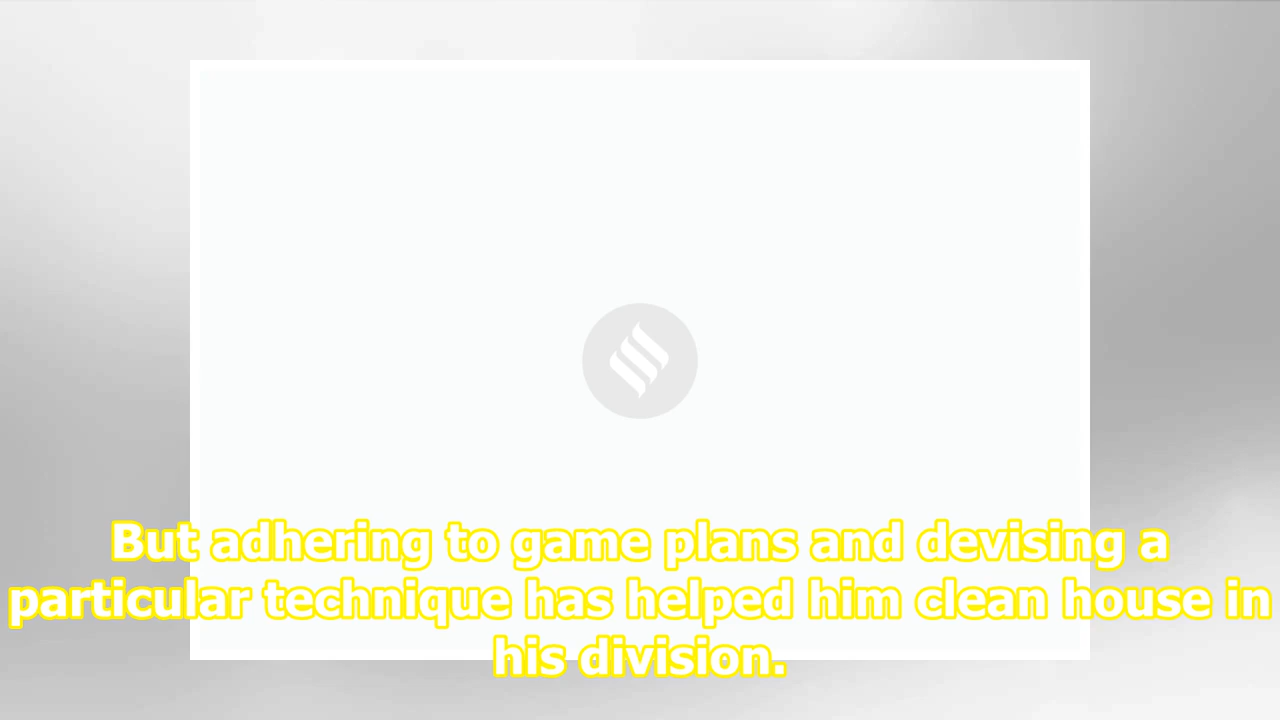 But adhering to game plans and devising a
particular technique has helped him clean house in
his division.